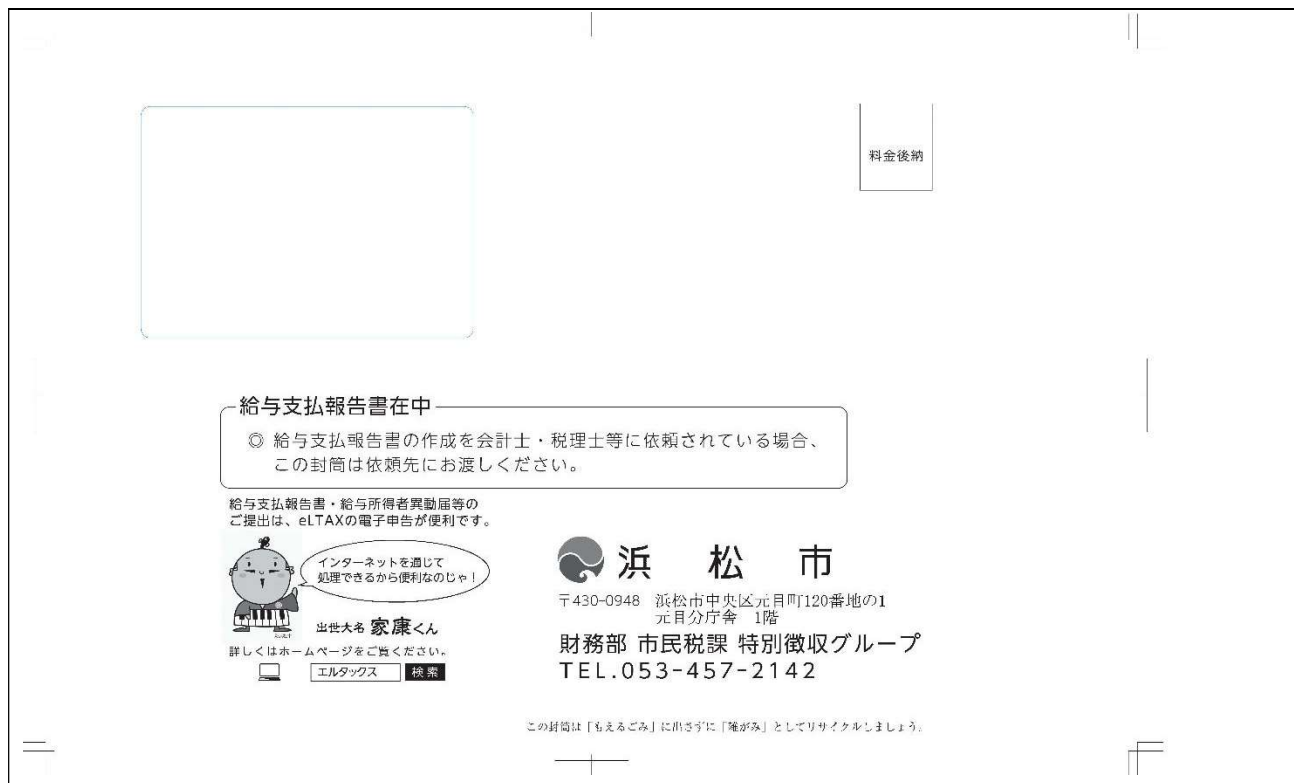 料金後納
給与支払報告書在中
◎ 給与支払報告書の作成を会計士・税理士等に依頼されている場合、
この封筒は依頼先にお渡しください。
給与支払報告書・給与所得者異動届等の
ご提出は、eLTAXの電子申告が便利です。
インターネットを通じて
処理できるから便利なのじゃ！
出世大名 家康くん
詳しくはホームページをご覧ください。
エルタックス 検索
浜松市
〒430-0948 浜松市中央区元目町120番地の1
元目分庁舎 1階
財務部 市民税課 特別徴収グループ
TEL.053-457-2142
この封筒は「もえるごみ」に出さずに「雑がみ」としてリサイクルしましょう。